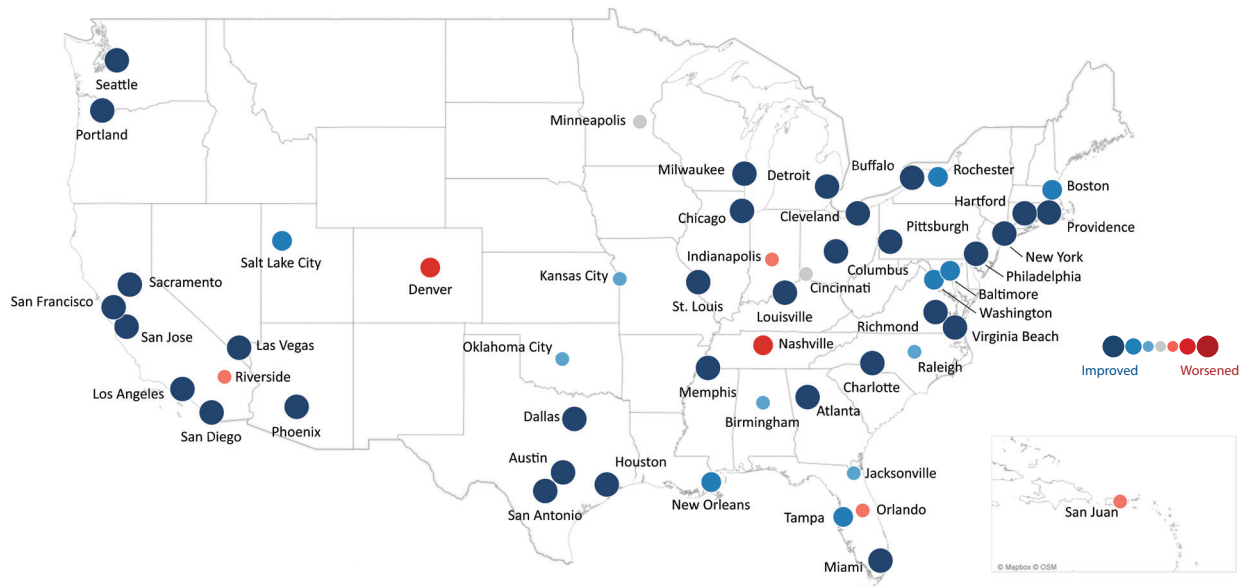 Seattle
Portland
Minneapolis
Milwaukee
Detroit
Buffalo
Rochester
Boston
Hartford
Chicago
Cleveland
Pittsburgh
Providence
Salt Lake City
Denver
Kansas City
Indianapolis
Columbus
New York
Philadelphia
Sacramento
San Francisco
St. Louis
Cincinnati
Louisville
Baltimore
Washington
San Jose
Las Vegas
Richmond
Virginia Beach
Oklahoma City
Nashville
Raleigh
Riverside
Los Angeles
Memphis
Charlotte
Improved
Worsened
San Diego
Phoenix
Dallas
Birmingham
Atlanta
Austin
Houston
Jacksonville
San Antonio
New Orleans
Tampa
Orlando
San Juan
Miami
© Mapbox © OSM